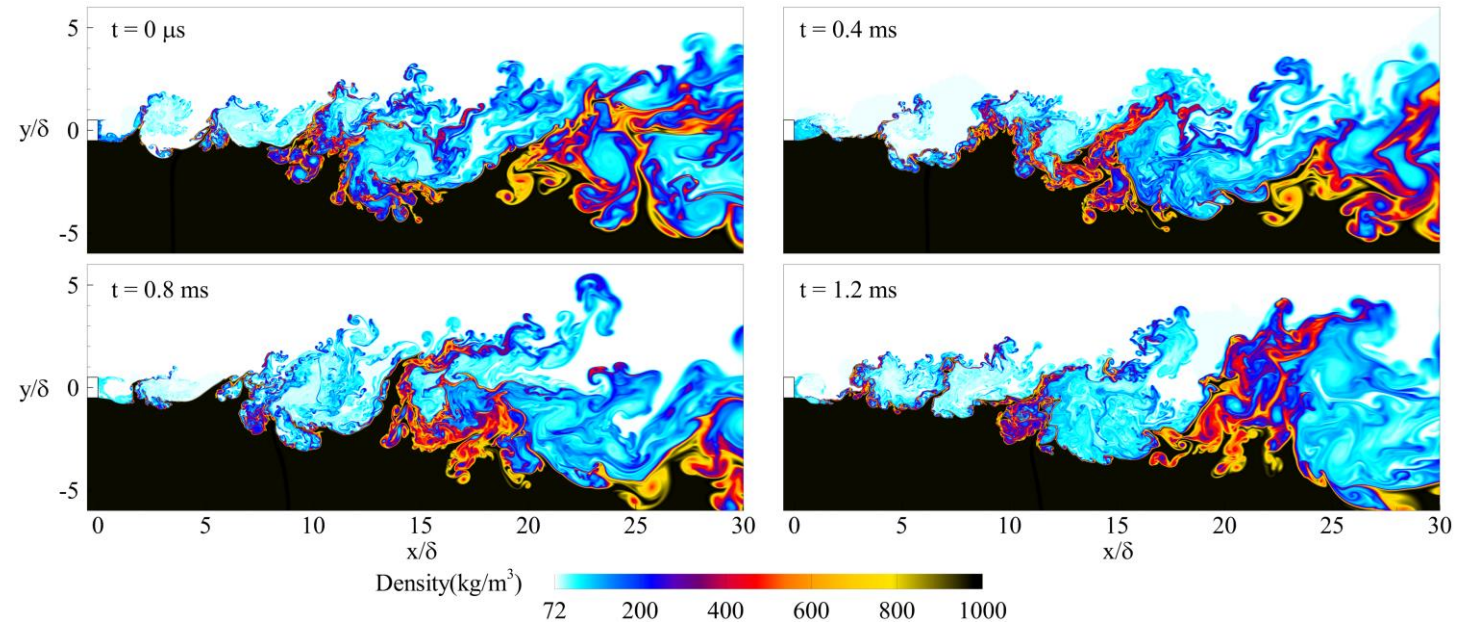 t = 0 μs
t = 0.4 ms
5
y/δ
0
-5
t = 0.8 ms
t = 1.2 ms
5
y/δ
0
-5
0 5 10 15 20 25 30
0 5 10 15 20 25 30
x/δ
x/δ
Density(kg/m³)
72 200 400 600 800 1000